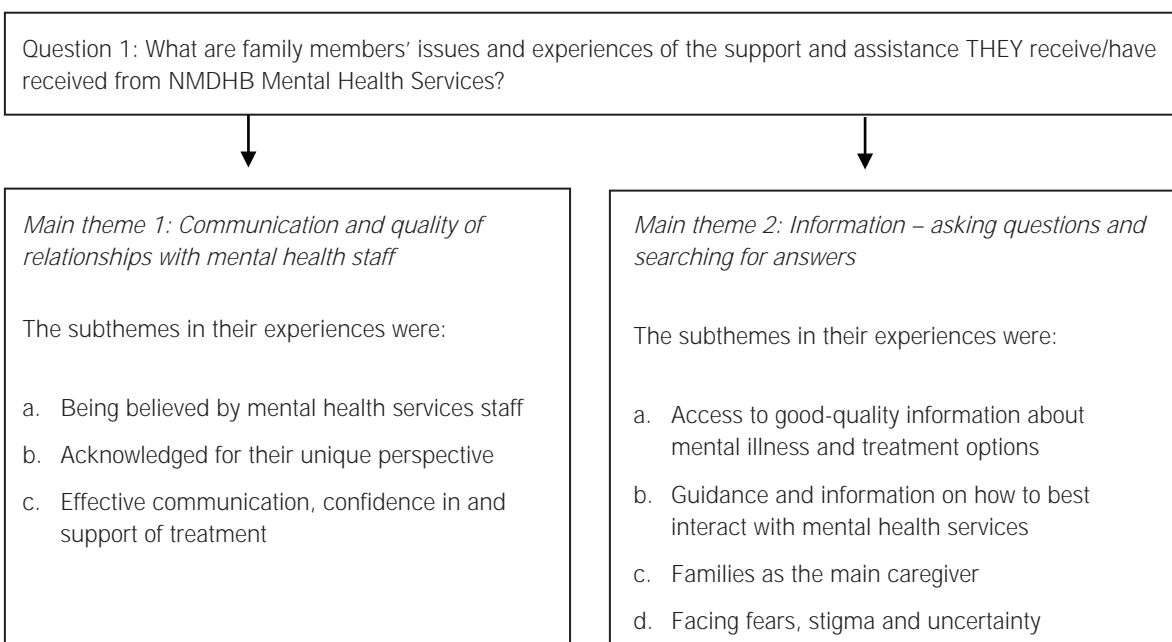 Question 1: What are family members’ issues and experiences of the support and assistance THEY receive/have
received from NMDHB Mental Health Services?
Main theme 1: Communication and quality of
relationships with mental health staff
The subthemes in their experiences were:
a. Being believed by mental health services staff
b. Acknowledged for their unique perspective
c. Effective communication, confidence in and
support of treatment
Main theme 2: Information – asking questions and
searching for answers
The subthemes in their experiences were:
a. Access to good-quality information about
mental illness and treatment options
b. Guidance and information on how to best
interact with mental health services
c. Families as the main caregiver
d. Facing fears, stigma and uncertainty